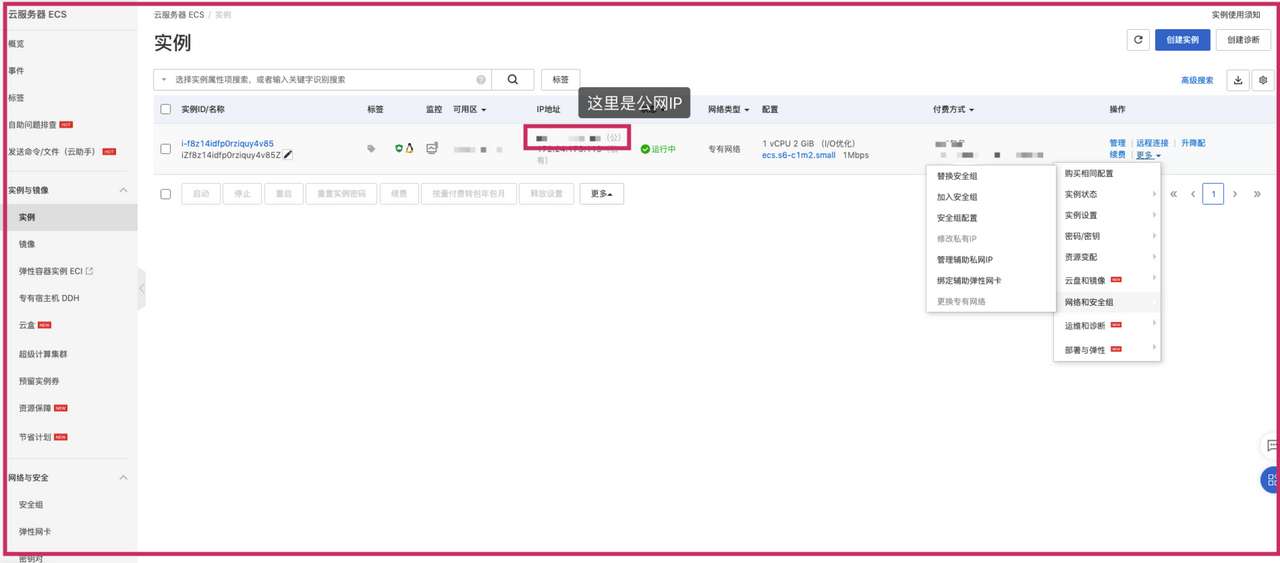 云服务器 ECS
概览
事件
标签
自助问题排查 HOT
发送命令/文件（云助手） HOT
实例与镜像
实例
镜像
弹性容器实例 ECI
专有宿主机 DDH
云盒 NEW
超级计算集群
预留实例券
资源保障 NEW
节省计划 NEW
网络与安全
安全组
弹性网卡
密钥对
云服务器 ECS / 实例
实例使用须知
实例
创建实例
创建诊断
选择实例属性项搜索，或者输入关键字识别搜索
标签
高级搜索
这里是公网IP
实例ID/名称 标签 监控 可用区 IP地址 网络类型 配置 付费方式 操作
i-f8z14idfp0rziquy4v85
iZf8z14idfp0rziquy4v85Z
(公)
有）
运行中
专有网络
1 vCPU 2 GiB (I/O优化)
ecs.s6-c1m2.small 1Mbps
管理 | 远程连接 | 升降配
续费 | 更多
启动 停止 重启 重置实例密码 续费 按量付费转包年包月 释放设置 更多
« ‹ 1 › »
替换安全组
加入安全组
安全组配置
修改私有IP
管理辅助私网IP
绑定辅助弹性网卡
更换专有网络
购买相同配置
实例状态
实例设置
密码/密钥
资源变配
云盘和镜像 NEW
网络和安全组
运维和诊断 NEW
部署与弹性 NEW